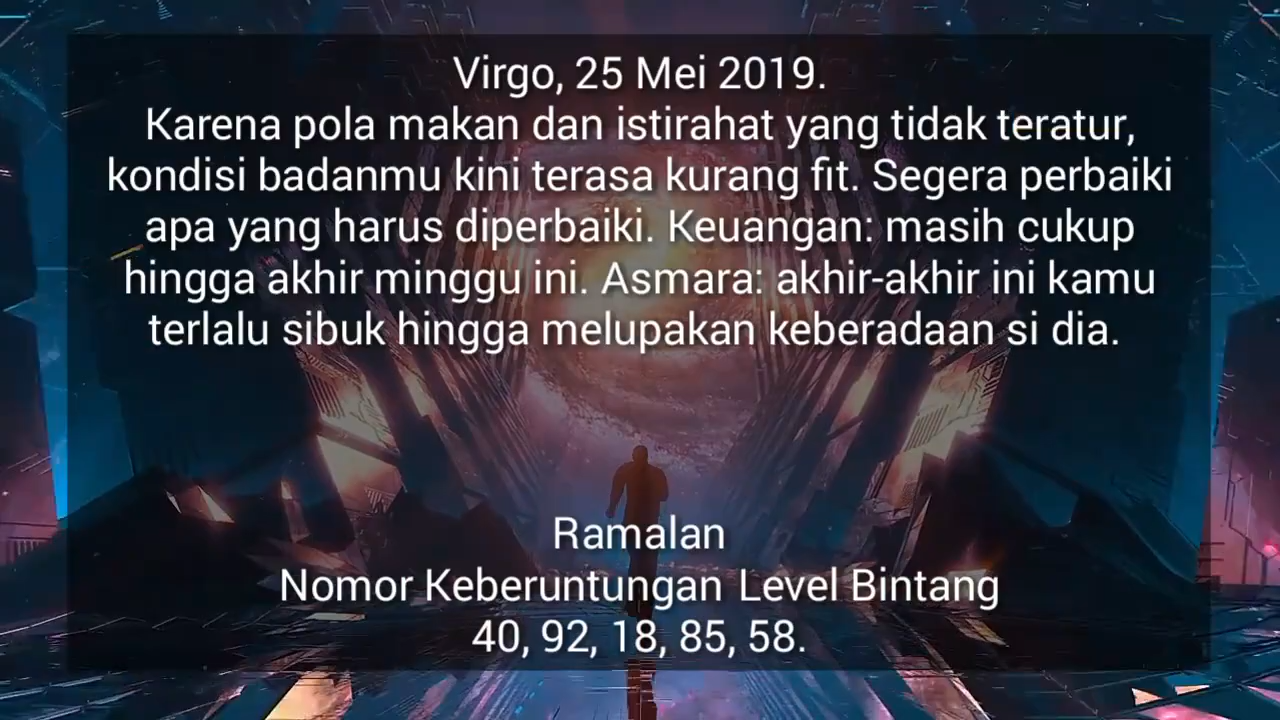 Virgo, 25 Mei 2019.
Karena pola makan dan istirahat yang tidak teratur,
kondisi badanmu kini terasa kurang fit. Segera perbaiki
apa yang harus diperbaiki. Keuangan: masih cukup
hingga akhir minggu ini. Asmara: akhir-akhir ini kamu
terlalu sibuk hingga melupakan keberadaan si dia.
Ramalan
Nomor Keberuntungan Level Bintang
40, 92, 18, 85, 58.